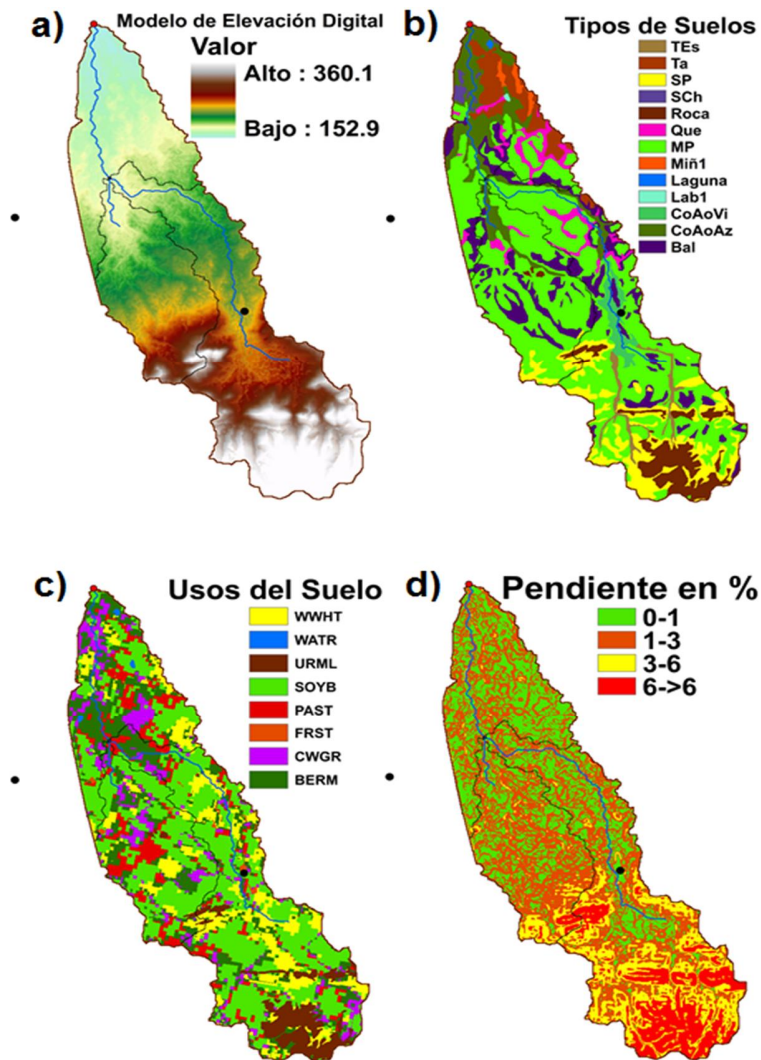 a)
Modelo de Elevación Digital
Valor
Alto : 360.1
Bajo : 152.9
b)
Tipos de Suelos
TEs
Ta
SP
SCh
Roca
Que
MP
Miñ1
Laguna
Lab1
CoAoVi
CoAoAz
Bal
c)
Usos del Suelo
WWHT
WATR
URML
SOYB
PAST
FRST
CWGR
BERM
d)
Pendiente en %
0-1
1-3
3-6
6->6